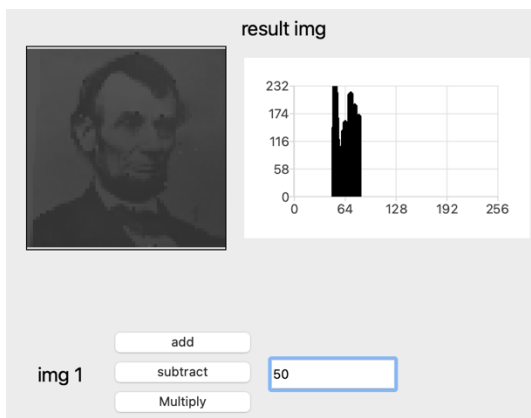 result img
232
174
116
58
0
0 64 128 192 256
add
img 1 subtract 50
Multiply